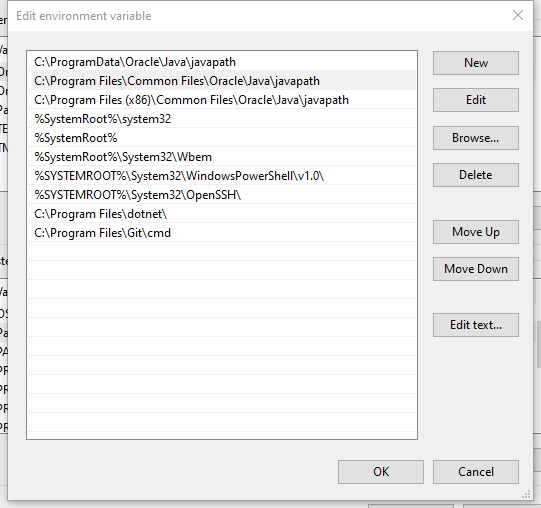 Edit environment variable
C:\ProgramData\Oracle\Java\javapath
C:\Program Files\Common Files\Oracle\Java\javapath
C:\Program Files (x86)\Common Files\Oracle\Java\javapath
%SystemRoot%\system32
%SystemRoot%
%SystemRoot%\System32\Wbem
%SYSTEMROOT%\System32\WindowsPowerShell\v1.0\
%SYSTEMROOT%\System32\OpenSSH\
C:\Program Files\dotnet\
C:\Program Files\Git\cmd
New
Edit
Browse...
Delete
Move Up
Move Down
Edit text...
OK
Cancel